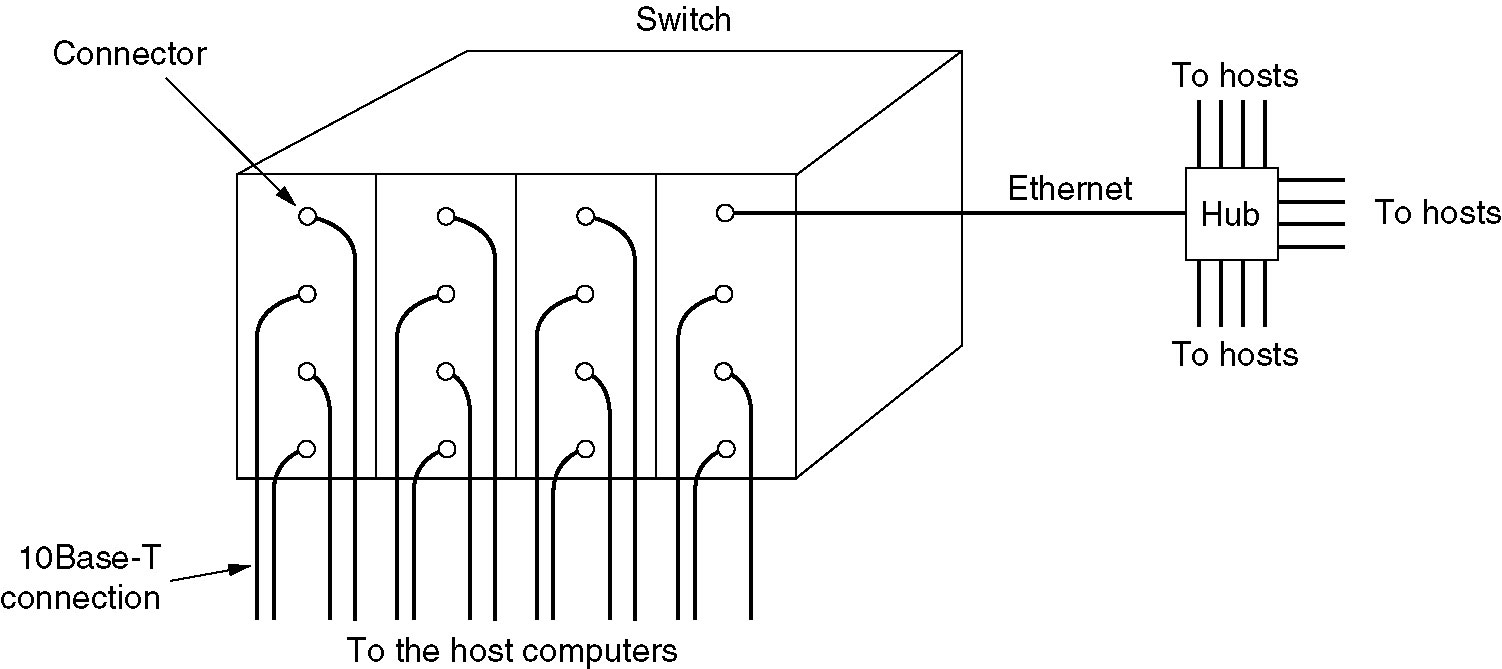 Switch
Connector
To hosts
Ethernet
Hub
To hosts
To hosts
10Base-T
connection
To the host computers